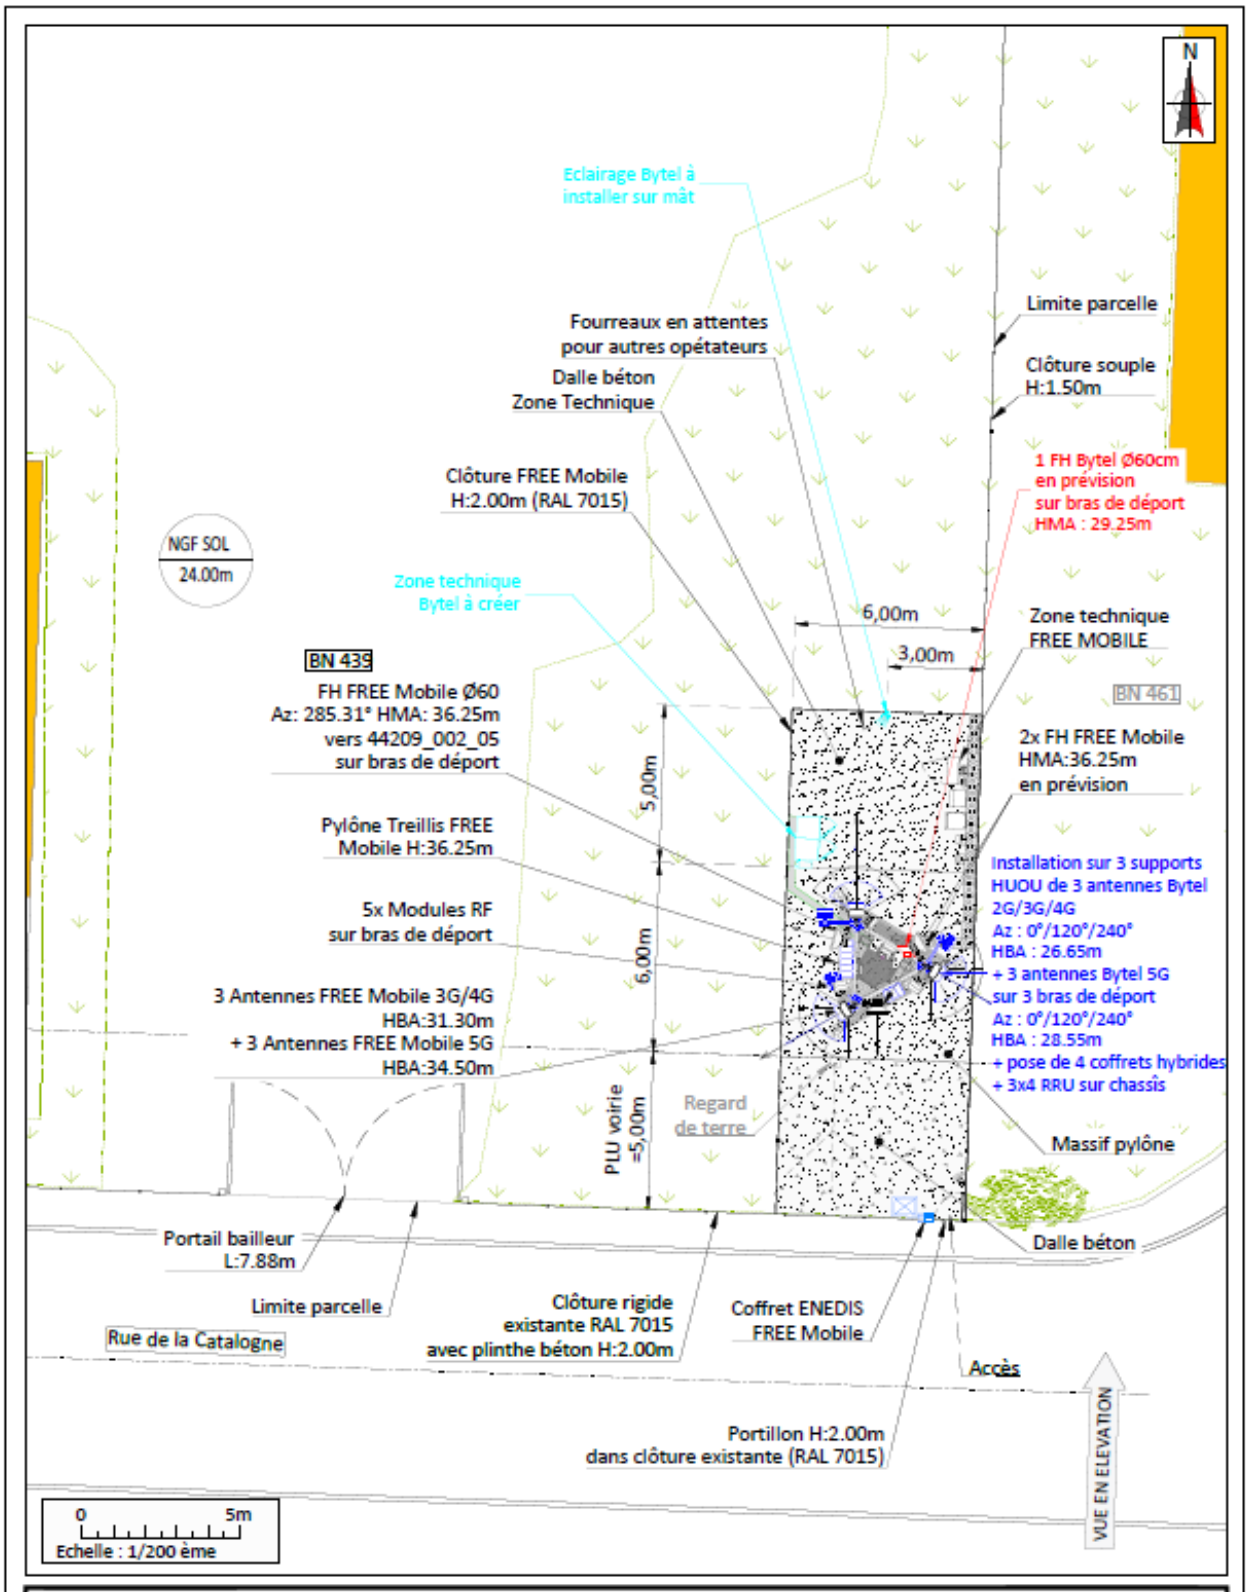 N
Eclairage Bytel à
installer sur mât
Limite parcelle
Fourreaux en attentes
pour autres opétateurs
Clôture souple
H:1.50m
Dalle béton
Zone Technique
1 FH Bytel Ø60cm
en prévision
sur bras de déport
HMA : 29.25m
Clôture FREE Mobile
H:2.00m (RAL 7015)
NGF SOL
24.00m
Zone technique
Bytel à créer
6,00m
3,00m
Zone technique
FREE MOBILE
BN 439
BN 461
FH FREE Mobile Ø60
Az: 285.31° HMA: 36.25m
vers 44209_002_05
sur bras de déport
2x FH FREE Mobile
HMA:36.25m
en prévision
5,00m
Pylône Treillis FREE
Mobile H:36.25m
Installation sur 3 supports
HUOU de 3 antennes Bytel
2G/3G/4G
Az : 0°/120°/240°
HBA : 26.65m
+ 3 antennes Bytel 5G
sur 3 bras de déport
Az : 0°/120°/240°
HBA : 28.55m
+ pose de 4 coffrets hybrides
+ 3x4 RRU sur chassîs
5x Modules RF
sur bras de déport
6,00m
3 Antennes FREE Mobile 3G/4G
HBA:31.30m
+ 3 Antennes FREE Mobile 5G
HBA:34.50m
PLU voirie
=5,00m
Regard
de terre
Massif pylône
Portail bailleur
L:7.88m
Dalle béton
Limite parcelle
Rue de la Catalogne
Clôture rigide
existante RAL 7015
avec plinthe béton H:2.00m
Coffret ENEDIS
FREE Mobile
Accès
Portillon H:2.00m
dans clôture existante (RAL 7015)
VUE EN ELEVATION
0 5m
Echelle : 1/200 ème